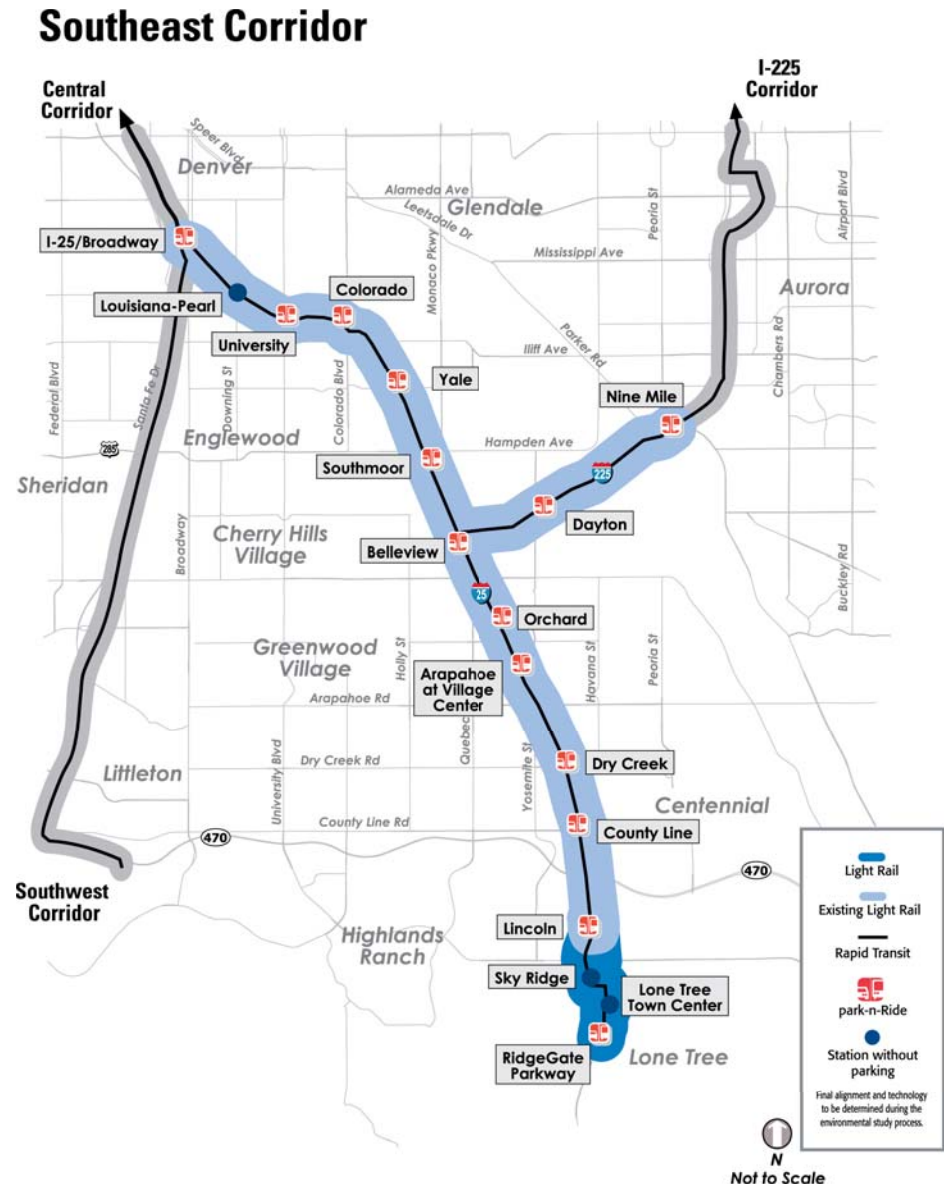 Southeast Corridor
Central
Corridor
I-225
Corridor
Speer Blvd
Denver
Alameda Ave
Glendale
Leetsdale Dr
Monaco Pkwy
Peoria St
Airport Blvd
I-25/Broadway
Mississippi Ave
Louisiana-Pearl
Colorado
Aurora
University
Parker Rd
Chambers Rd
Iliff Ave
Federal Blvd
Santa Fe Dr
Downing St
Colorado Blvd
Yale
Nine Mile
285
Englewood
Hampden Ave
Southmoor
225
Sheridan
Dayton
Cherry Hills
Village
Broadway
Belleview
Buckley Rd
25
Orchard
Greenwood
Village
Holly St
Havana St
Peoria St
Arapahoe
at Village
Center
Arapahoe Rd
Quebec
Littleton
University Blvd
Dry Creek Rd
Yosemite St
Dry Creek
Centennial
County Line Rd
County Line
470
470
Southwest
Corridor
Lincoln
Highlands
Ranch
Sky Ridge
Lone Tree
Town Center
RidgeGate
Parkway
Lone Tree
Light Rail
Existing Light Rail
Rapid Transit
park-n-Ride
Station without
parking
Final alignment and technology
to be determined during the
environmental study process.
N
Not to Scale